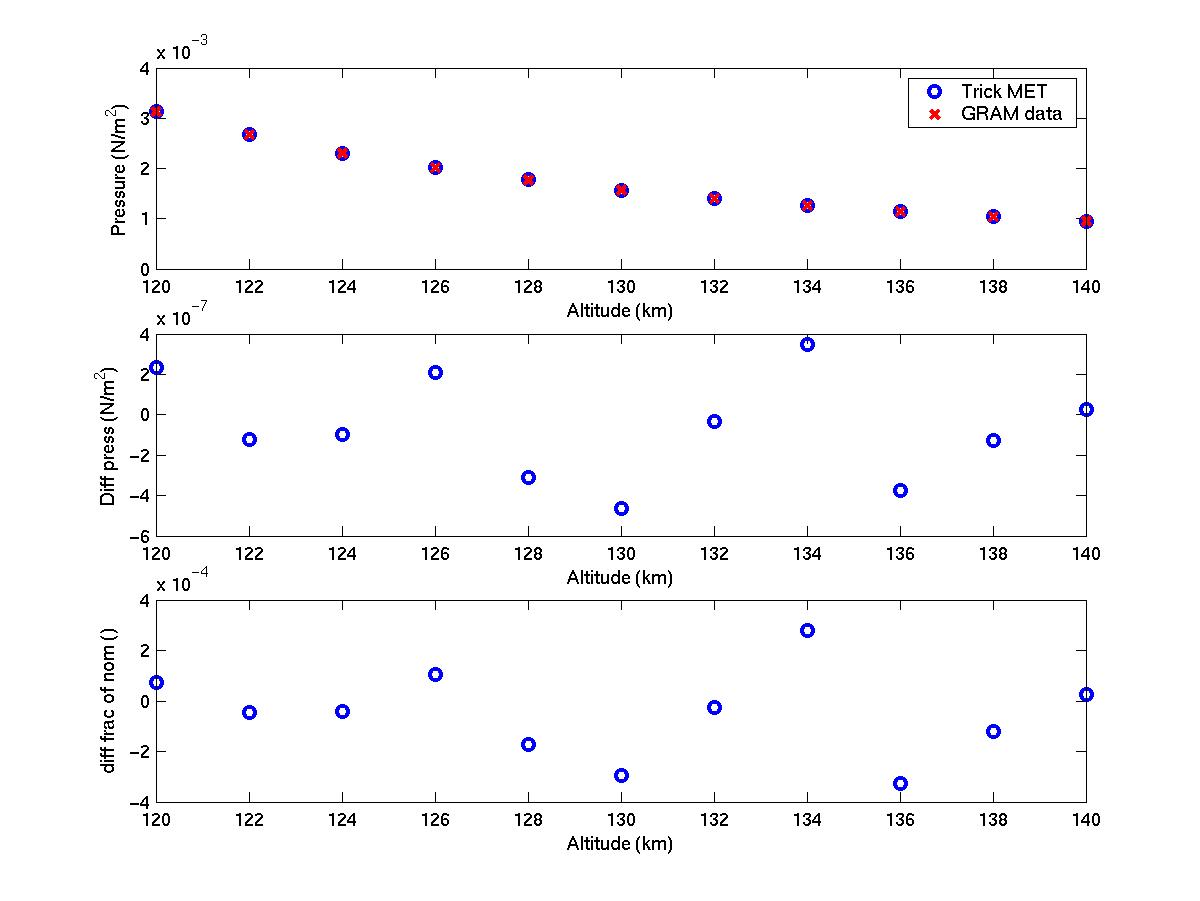 x 10⁻³
4
3
2
1
0
Pressure (N/m²)
Trick MET
GRAM data
120 122 124 126 128 130 132 134 136 138 140
Altitude (km)
x 10⁻⁷
4
2
0
−2
−4
−6
Diff press (N/m²)
120 122 124 126 128 130 132 134 136 138 140
Altitude (km)
x 10⁻⁴
4
2
0
−2
−4
diff frac of nom ()
120 122 124 126 128 130 132 134 136 138 140
Altitude (km)